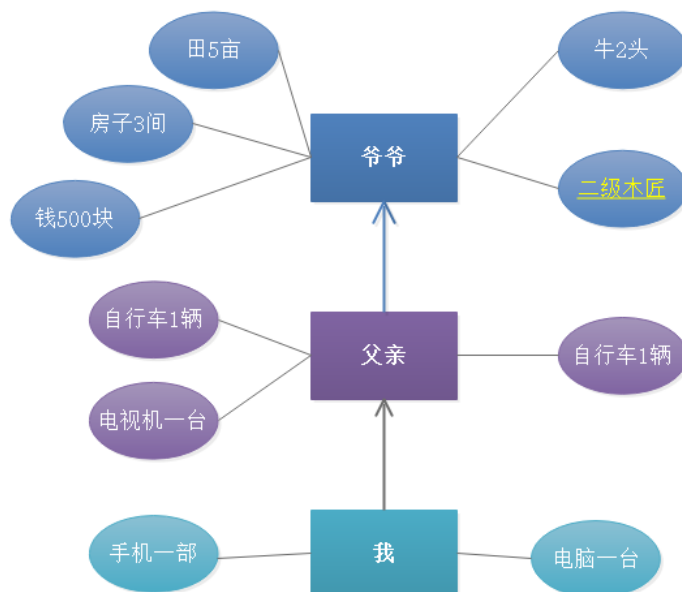 田5亩
牛2头
房子3间
爷爷
二级木匠
钱500块
自行车1辆
父亲
自行车1辆
电视机一台
手机一部
我
电脑一台